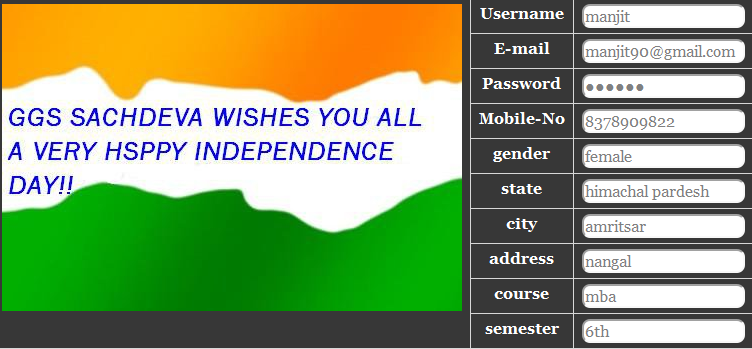 GGS SACHDEVA WISHES YOU ALL
A VERY HSPPY INDEPENDENCE
DAY!!
Username manjit
E-mail manjit90@gmail.com
Password ●●●●●●
Mobile-No 8378909822
gender female
state himachal pardesh
city amritsar
address nangal
course mba
semester 6th